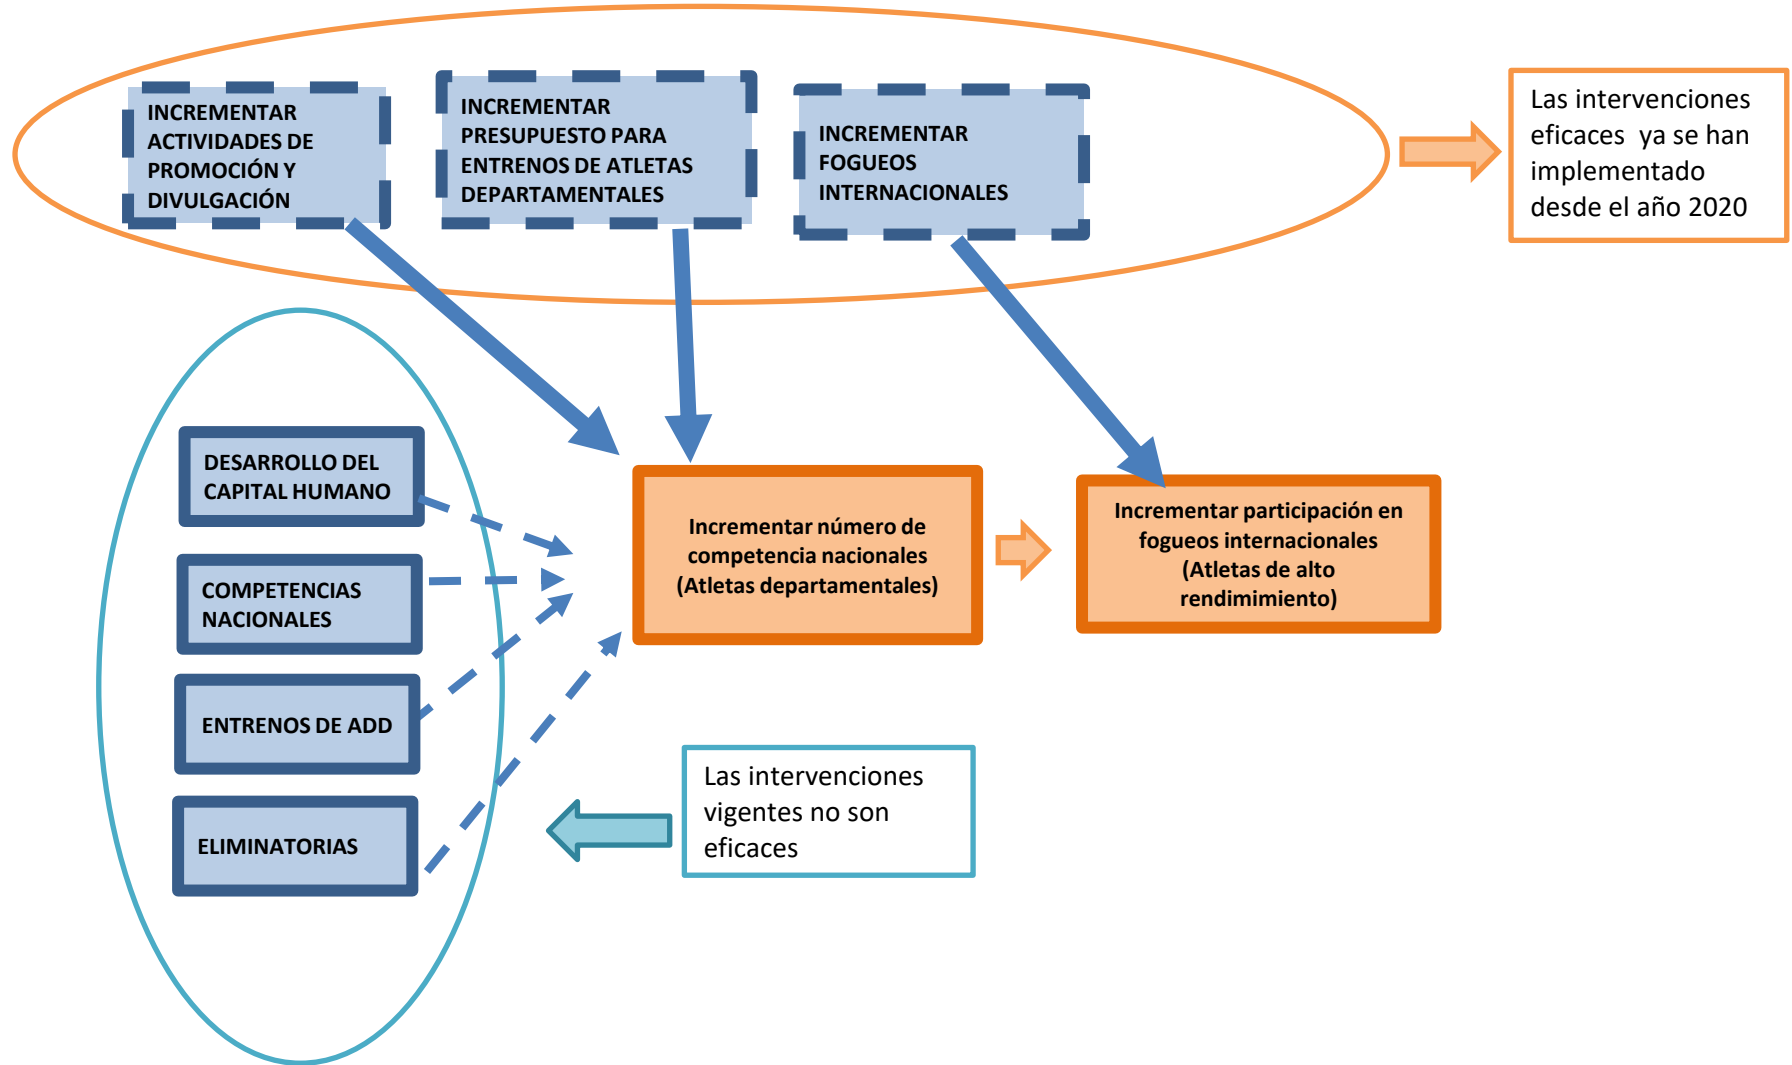 INCREMENTAR
ACTIVIDADES DE
PROMOCIÓN Y
DIVULGACIÓN
INCREMENTAR
PRESUPUESTO PARA
ENTRENOS DE ATLETAS
DEPARTAMENTALES
INCREMENTAR
FOGUEOS
INTERNACIONALES
Las intervenciones
eficaces ya se han
implementado
desde el año 2020
DESARROLLO DEL
CAPITAL HUMANO
COMPETENCIAS
NACIONALES
ENTRENOS DE ADD
ELIMINATORIAS
Incrementar número de
competencia nacionales
(Atletas departamentales)
Incrementar participación en
fogueos internacionales
(Atletas de alto
rendimimiento)
Las intervenciones
vigentes no son
eficaces